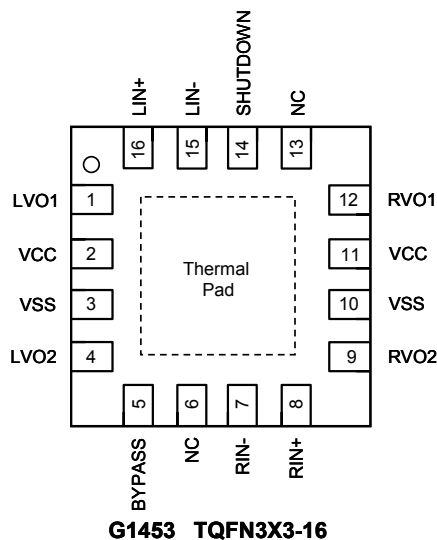 LIN+
LIN-
SHUTDOWN
NC
16
15
14
13
LVO1
1
12
RVO1
VCC
2
11
VCC
Thermal
Pad
VSS
3
10
VSS
LVO2
4
9
RVO2
5
6
7
8
BYPASS
NC
RIN-
RIN+
G1453 TQFN3X3-16